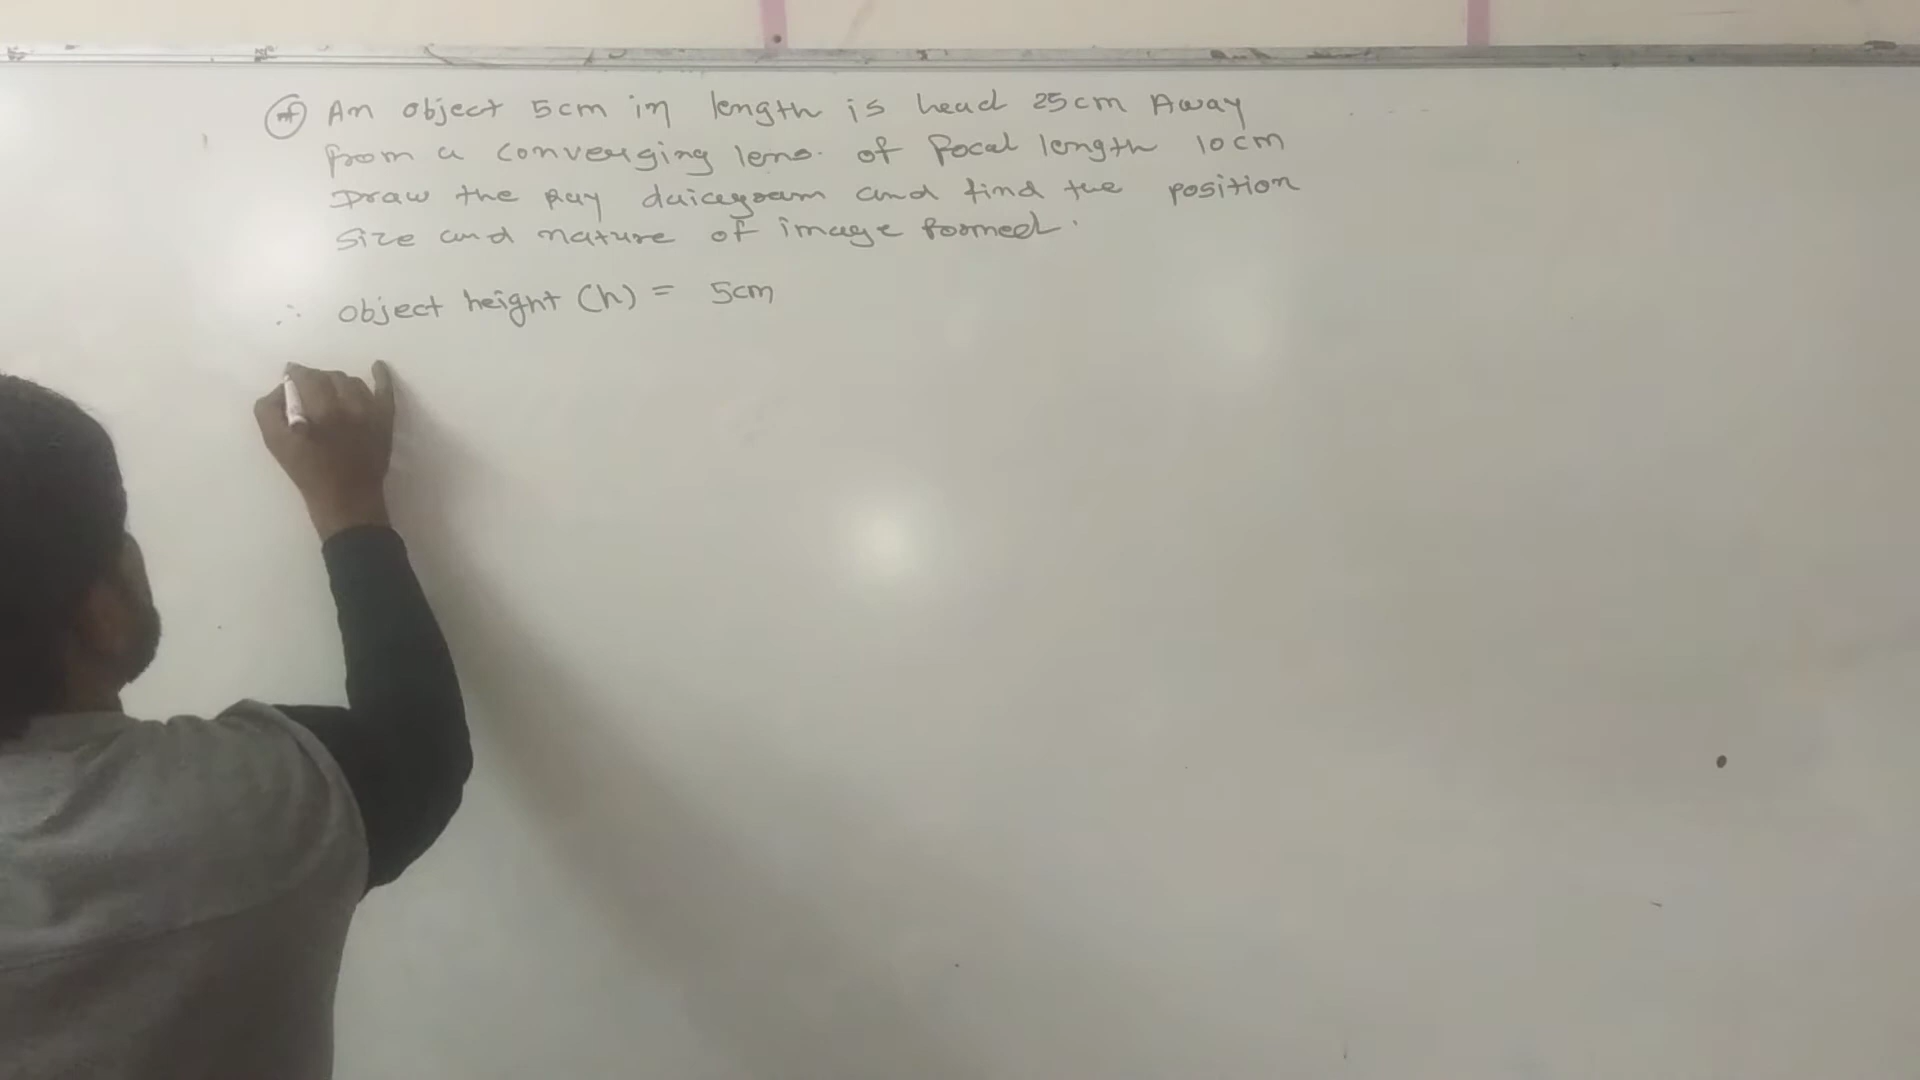 An object 5cm in length is head 25cm Away
from a converging lens. of focal length 10cm
Draw the Ray daicagram and find the position
Size and nature of image formed.
∴ object height (h) = 5cm